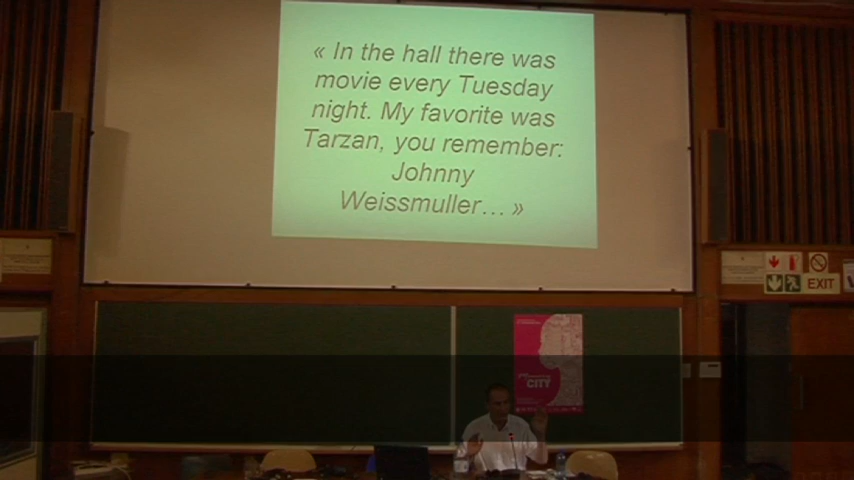 « In the hall there was
movie every Tuesday
night. My favorite was
Tarzan, you remember:
Johnny
Weissmuller… »
EXIT
CITY